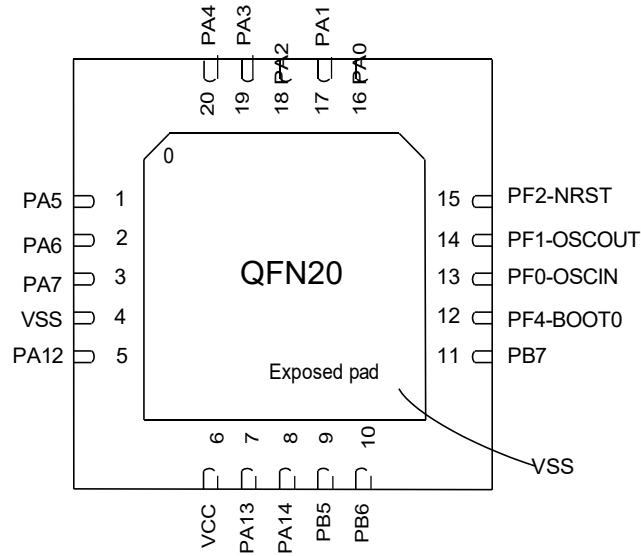 PA4 PA3 PA2 PA1 PA0
20 19 18 17 16
0
PA5 1 15 PF2-NRST
PA6 2 14 PF1-OSCOUT
PA7 3 QFN20 13 PF0-OSCIN
VSS 4 12 PF4-BOOT0
PA12 5 11 PB7
Exposed pad
6 7 8 9 10
VSS
VCC PA13 PA14 PB5 PB6